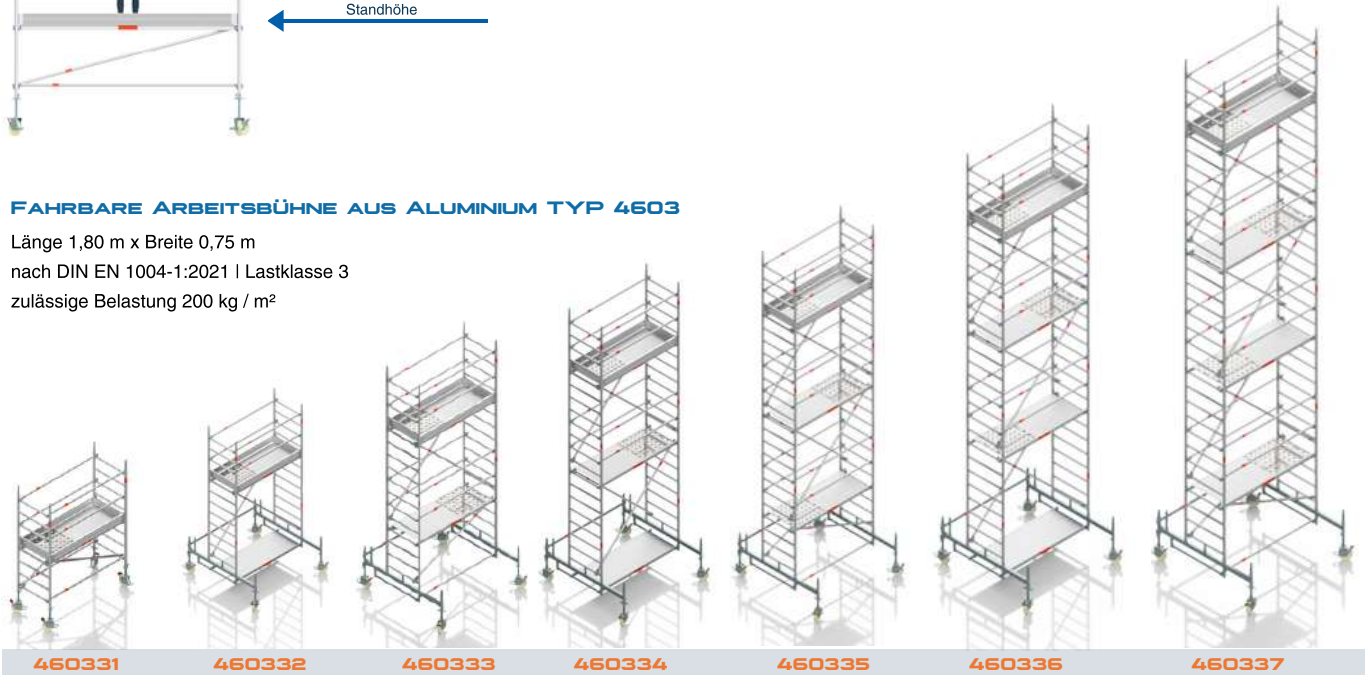 Standhöhe
FAHRBARE ARBEITSBÜHNE AUS ALUMINIUM TYP 4603
Länge 1,80 m x Breite 0,75 m
nach DIN EN 1004-1:2021 | Lastklasse 3
zulässige Belastung 200 kg / m²
460331 460332 460333 460334 460335 460336 460337